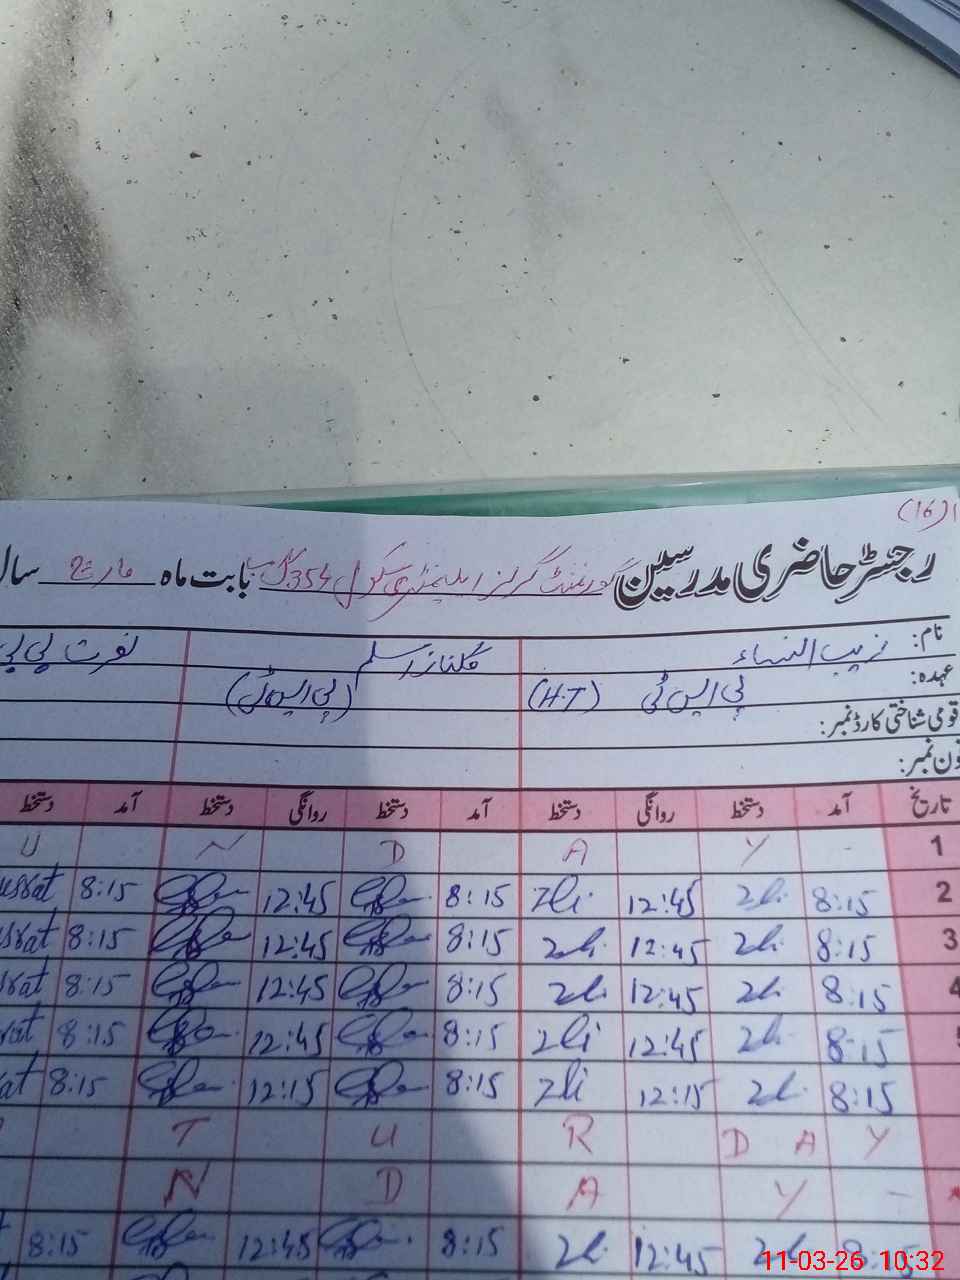 (16)
رجسٹر حاضری مدرسین گورنمنٹ گرلز ایلیمنٹری سکول 354 بابت ماہ مارچ سال
نام: زیب النساء گلناز اسلم نصرت بی بی
عہدہ: پی ایس ٹی (H.T) (پی ایس ٹی)
قومی شناختی کارڈ نمبر:
فون نمبر:
تاریخ آمد دستخط روانگی دستخط آمد دستخط روانگی دستخط آمد دستخط
1 - Y A D N U
2 8:15 12:45 8:15 12:45 8:15
3 8:15 12:45 8:15 12:45 8:15
4 8:15 12:45 8:15 12:45 8:15
5 8:15 12:45 8:15 12:45 8:15
8:15 12:15 8:15 12:15 8:15
T U R D A Y
N D A Y -
8:15 12:45 8:15 12:45 8:15
11-03-26 10:32